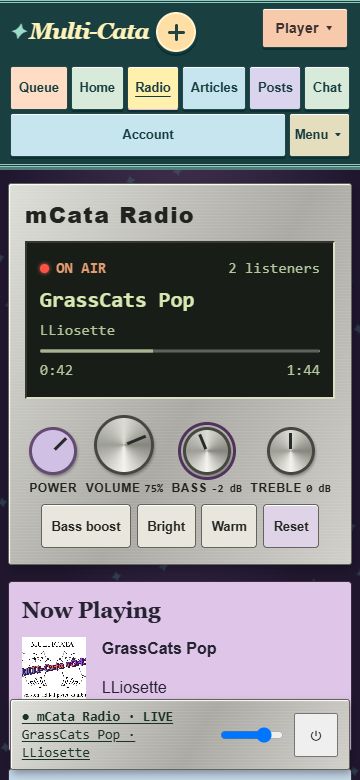 Multi-Cata
Player
Queue
Home
Radio
Articles
Posts
Chat
Account
Menu
mCata Radio
ON AIR
2 listeners
GrassCats Pop
LLiosette
0:42
1:44
POWER
VOLUME 75%
BASS -2 dB
TREBLE 0 dB
Bass boost
Bright
Warm
Reset
Now Playing
GrassCats Pop
LLiosette
● mCata Radio · LIVE
GrassCats Pop ·
LLiosette